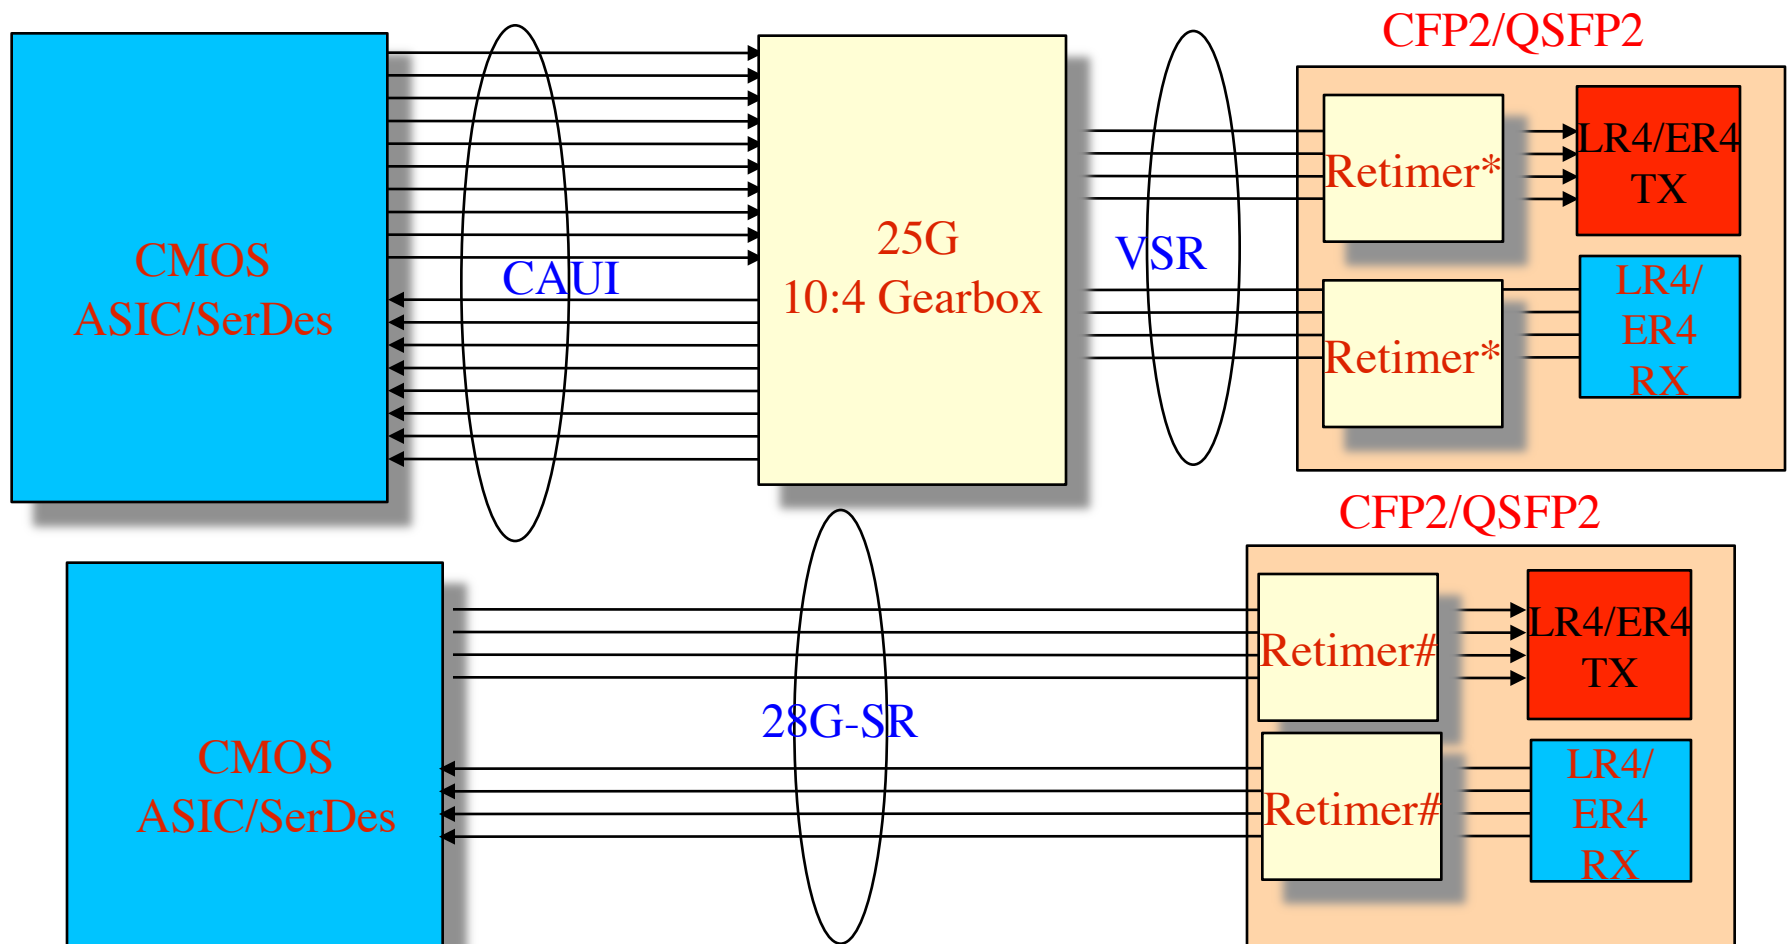 CFP2/QSFP2
CMOS
ASIC/SerDes
CAUI
25G
10:4 Gearbox
VSR
Retimer*
LR4/ER4
TX
Retimer*
LR4/
ER4
RX
CFP2/QSFP2
CMOS
ASIC/SerDes
28G-SR
Retimer#
LR4/ER4
TX
Retimer#
LR4/
ER4
RX